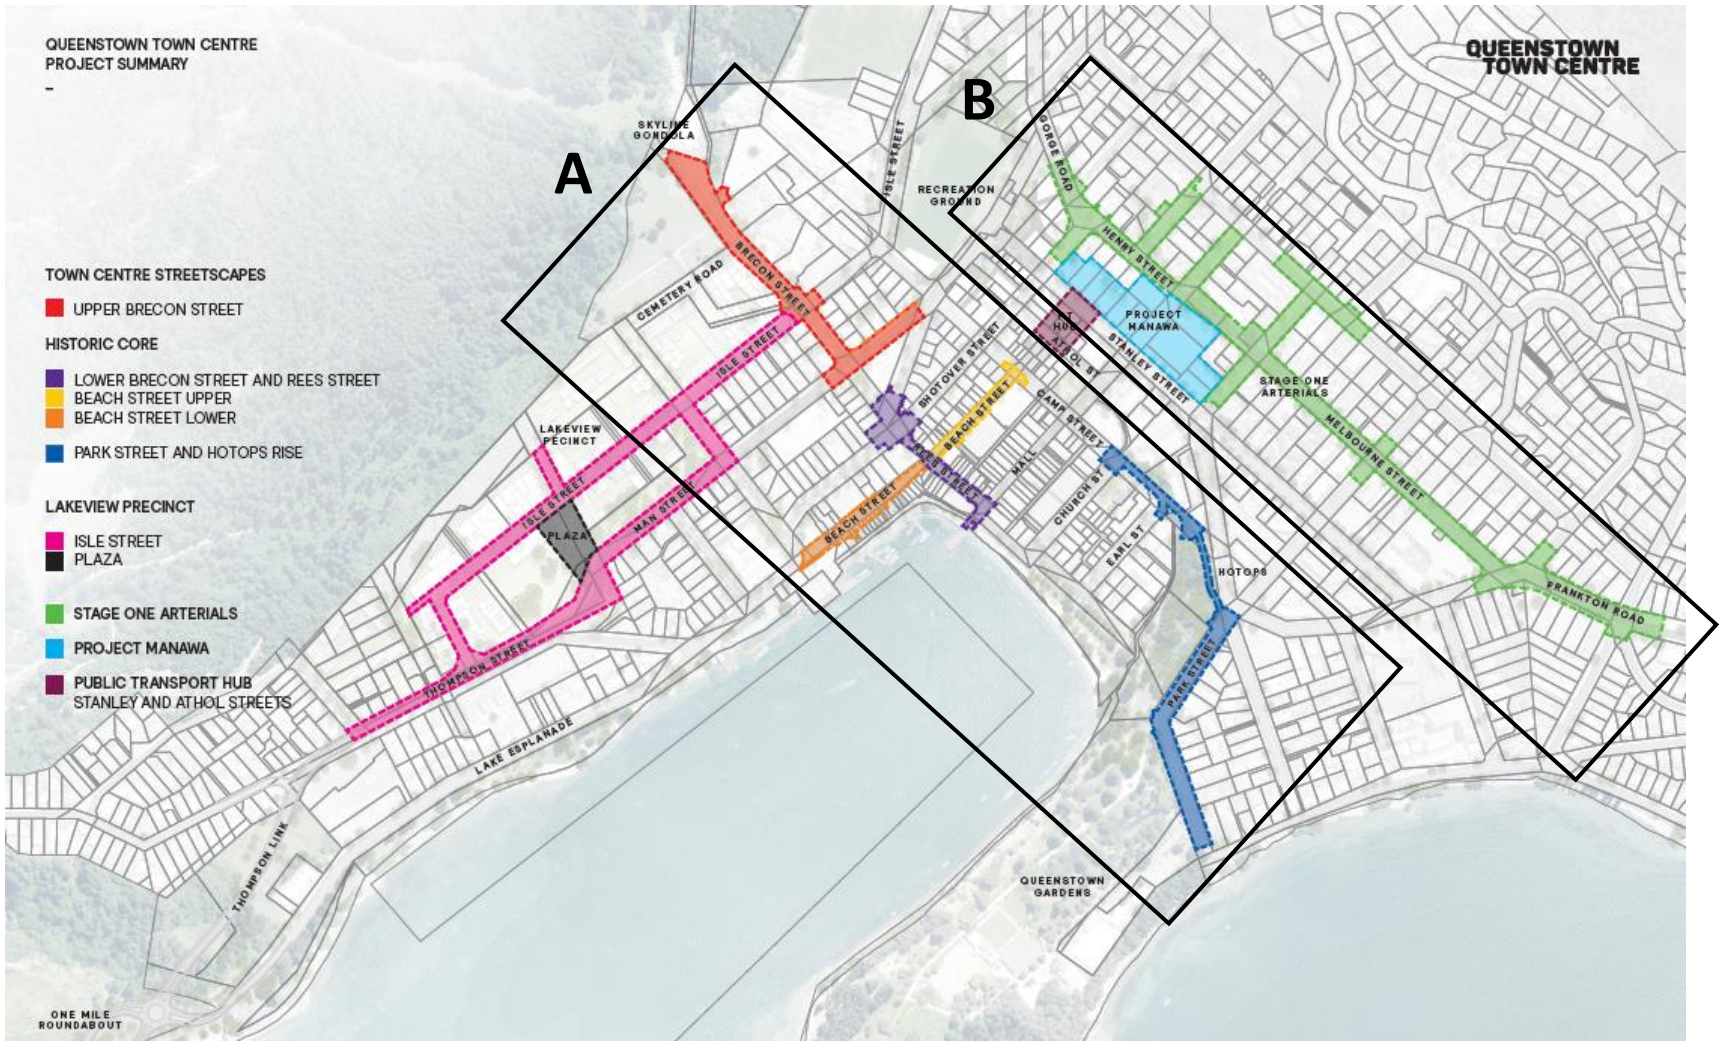 QUEENSTOWN TOWN CENTRE
PROJECT SUMMARY
–
QUEENSTOWN
TOWN CENTRE
TOWN CENTRE STREETSCAPES
UPPER BRECON STREET
HISTORIC CORE
LOWER BRECON STREET AND REES STREET
BEACH STREET UPPER
BEACH STREET LOWER
PARK STREET AND HOTOPS RISE
LAKEVIEW PRECINCT
ISLE STREET
PLAZA
STAGE ONE ARTERIALS
PROJECT MANAWA
PUBLIC TRANSPORT HUB
STANLEY AND ATHOL STREETS
A
B
SKYLINE
GONDOLA
ISLE STREET
GORGE ROAD
RECREATION
GROUND
HENRY STREET
BRECON STREET
CEMETERY ROAD
PROJECT
MANAWA
PT
HUB
ATHOL ST
STANLEY STREET
ISLE STREET
SHOTOVER STREET
STAGE ONE
ARTERIALS
BEACH STREET
CAMP STREET
MELBOURNE STREET
LAKEVIEW
PECINCT
REES STREET
MALL
CHURCH ST
ISLE STREET
MAN STREET
BEACH STREET
PLAZA
EARL ST
HOTOPS
FRANKTON ROAD
THOMPSON STREET
PARK STREET
LAKE ESPLANADE
THOMPSON LINK
QUEENSTOWN
GARDENS
ONE MILE
ROUNDABOUT